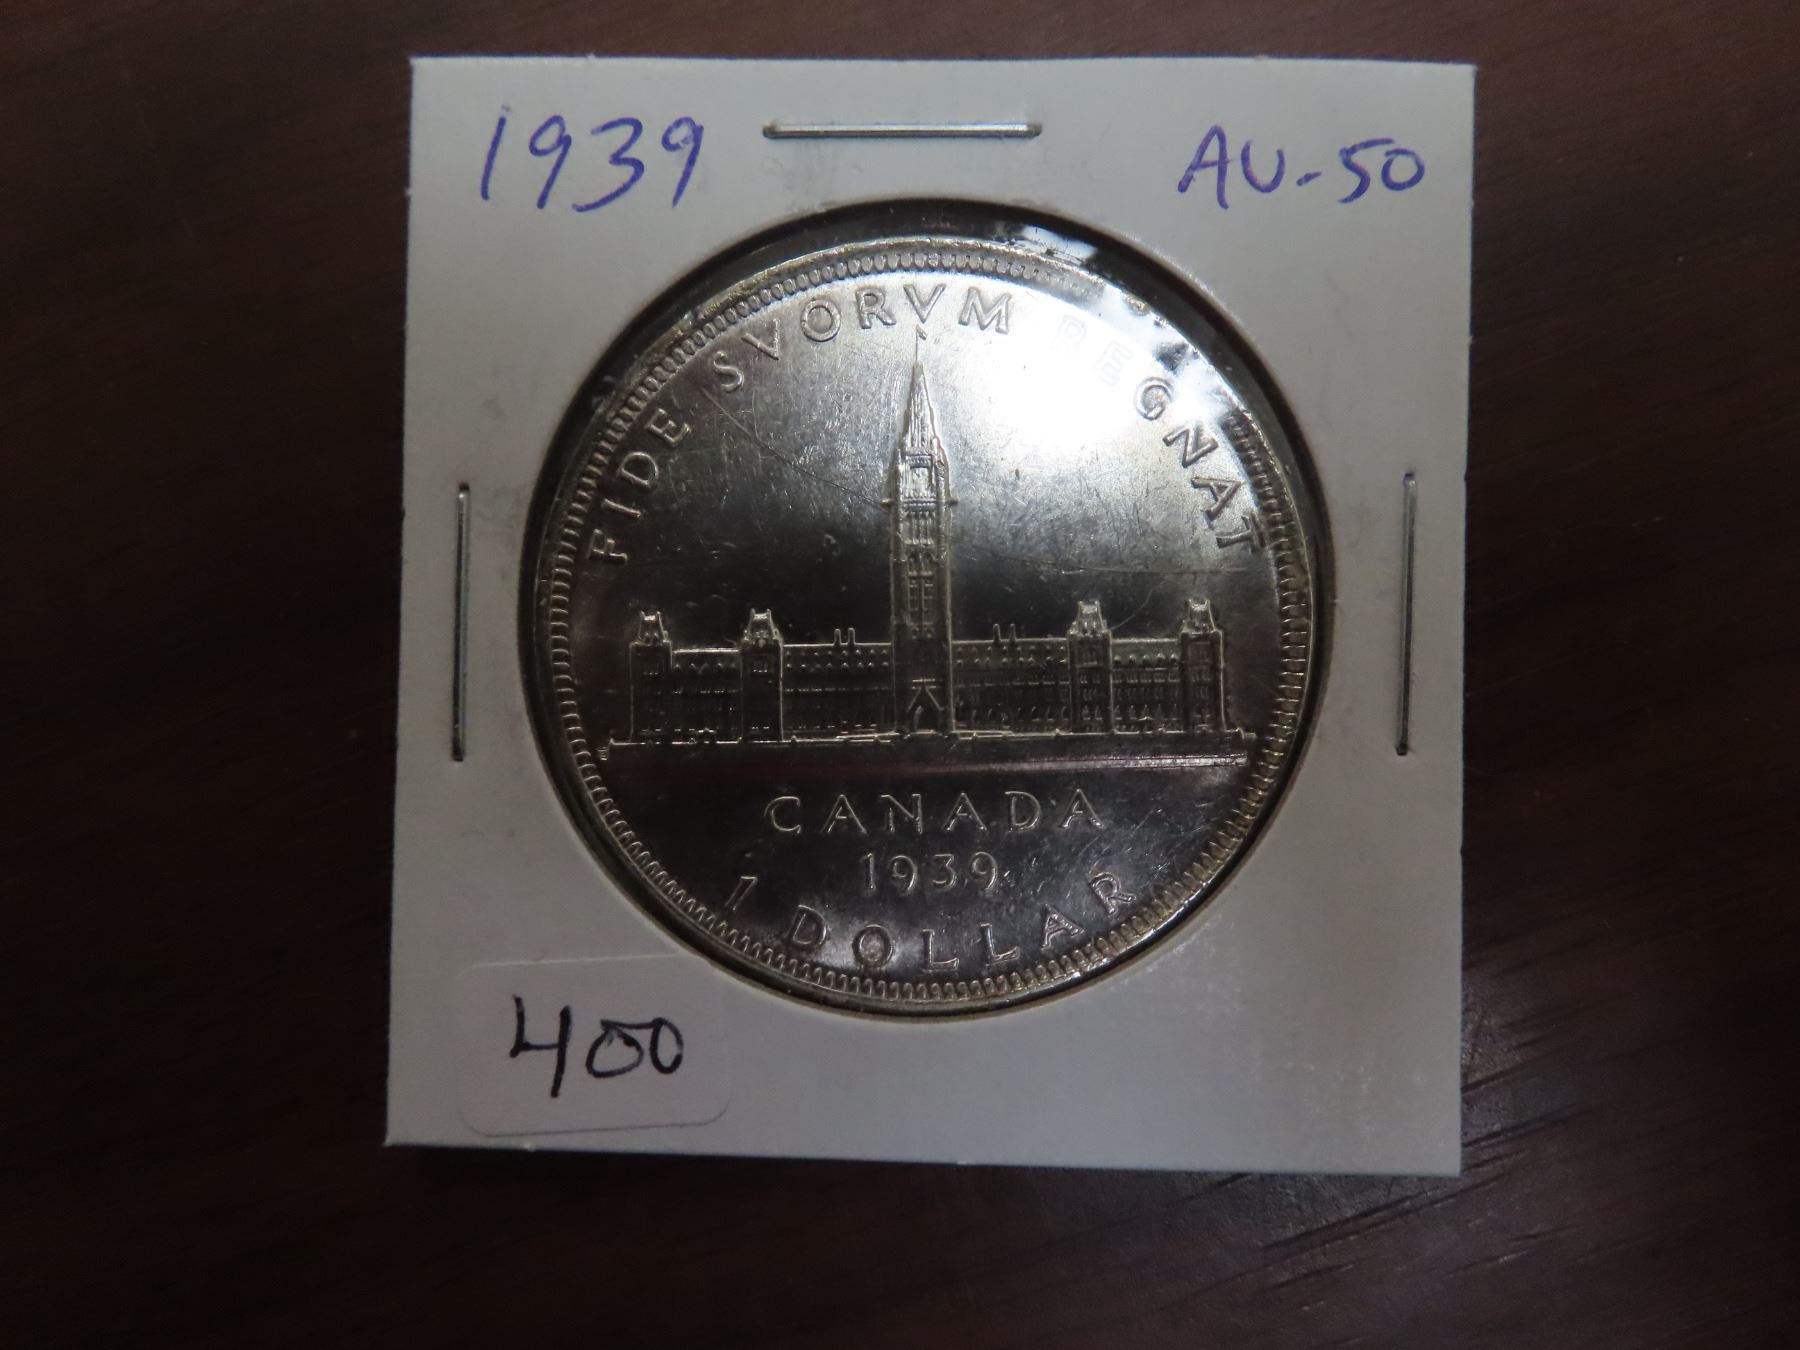 1939
AU-50
FIDE SVORVM REGNAT
CANADA
1939
1 DOLLAR
400